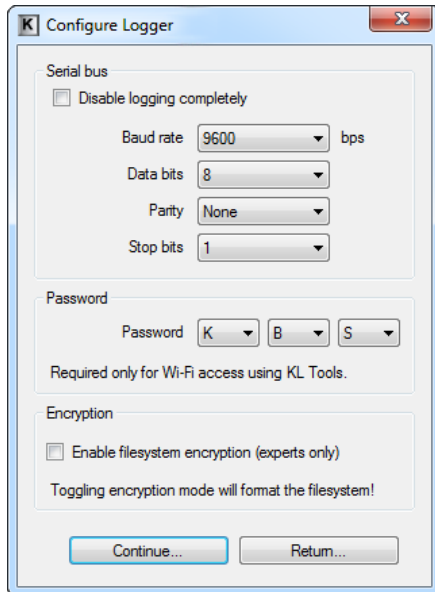 K Configure Logger
Serial bus
Disable logging completely
Baud rate 9600 bps
Data bits 8
Parity None
Stop bits 1
Password
Password K B S
Required only for Wi-Fi access using KL Tools.
Encryption
Enable filesystem encryption (experts only)
Toggling encryption mode will format the filesystem!
Continue... Return...